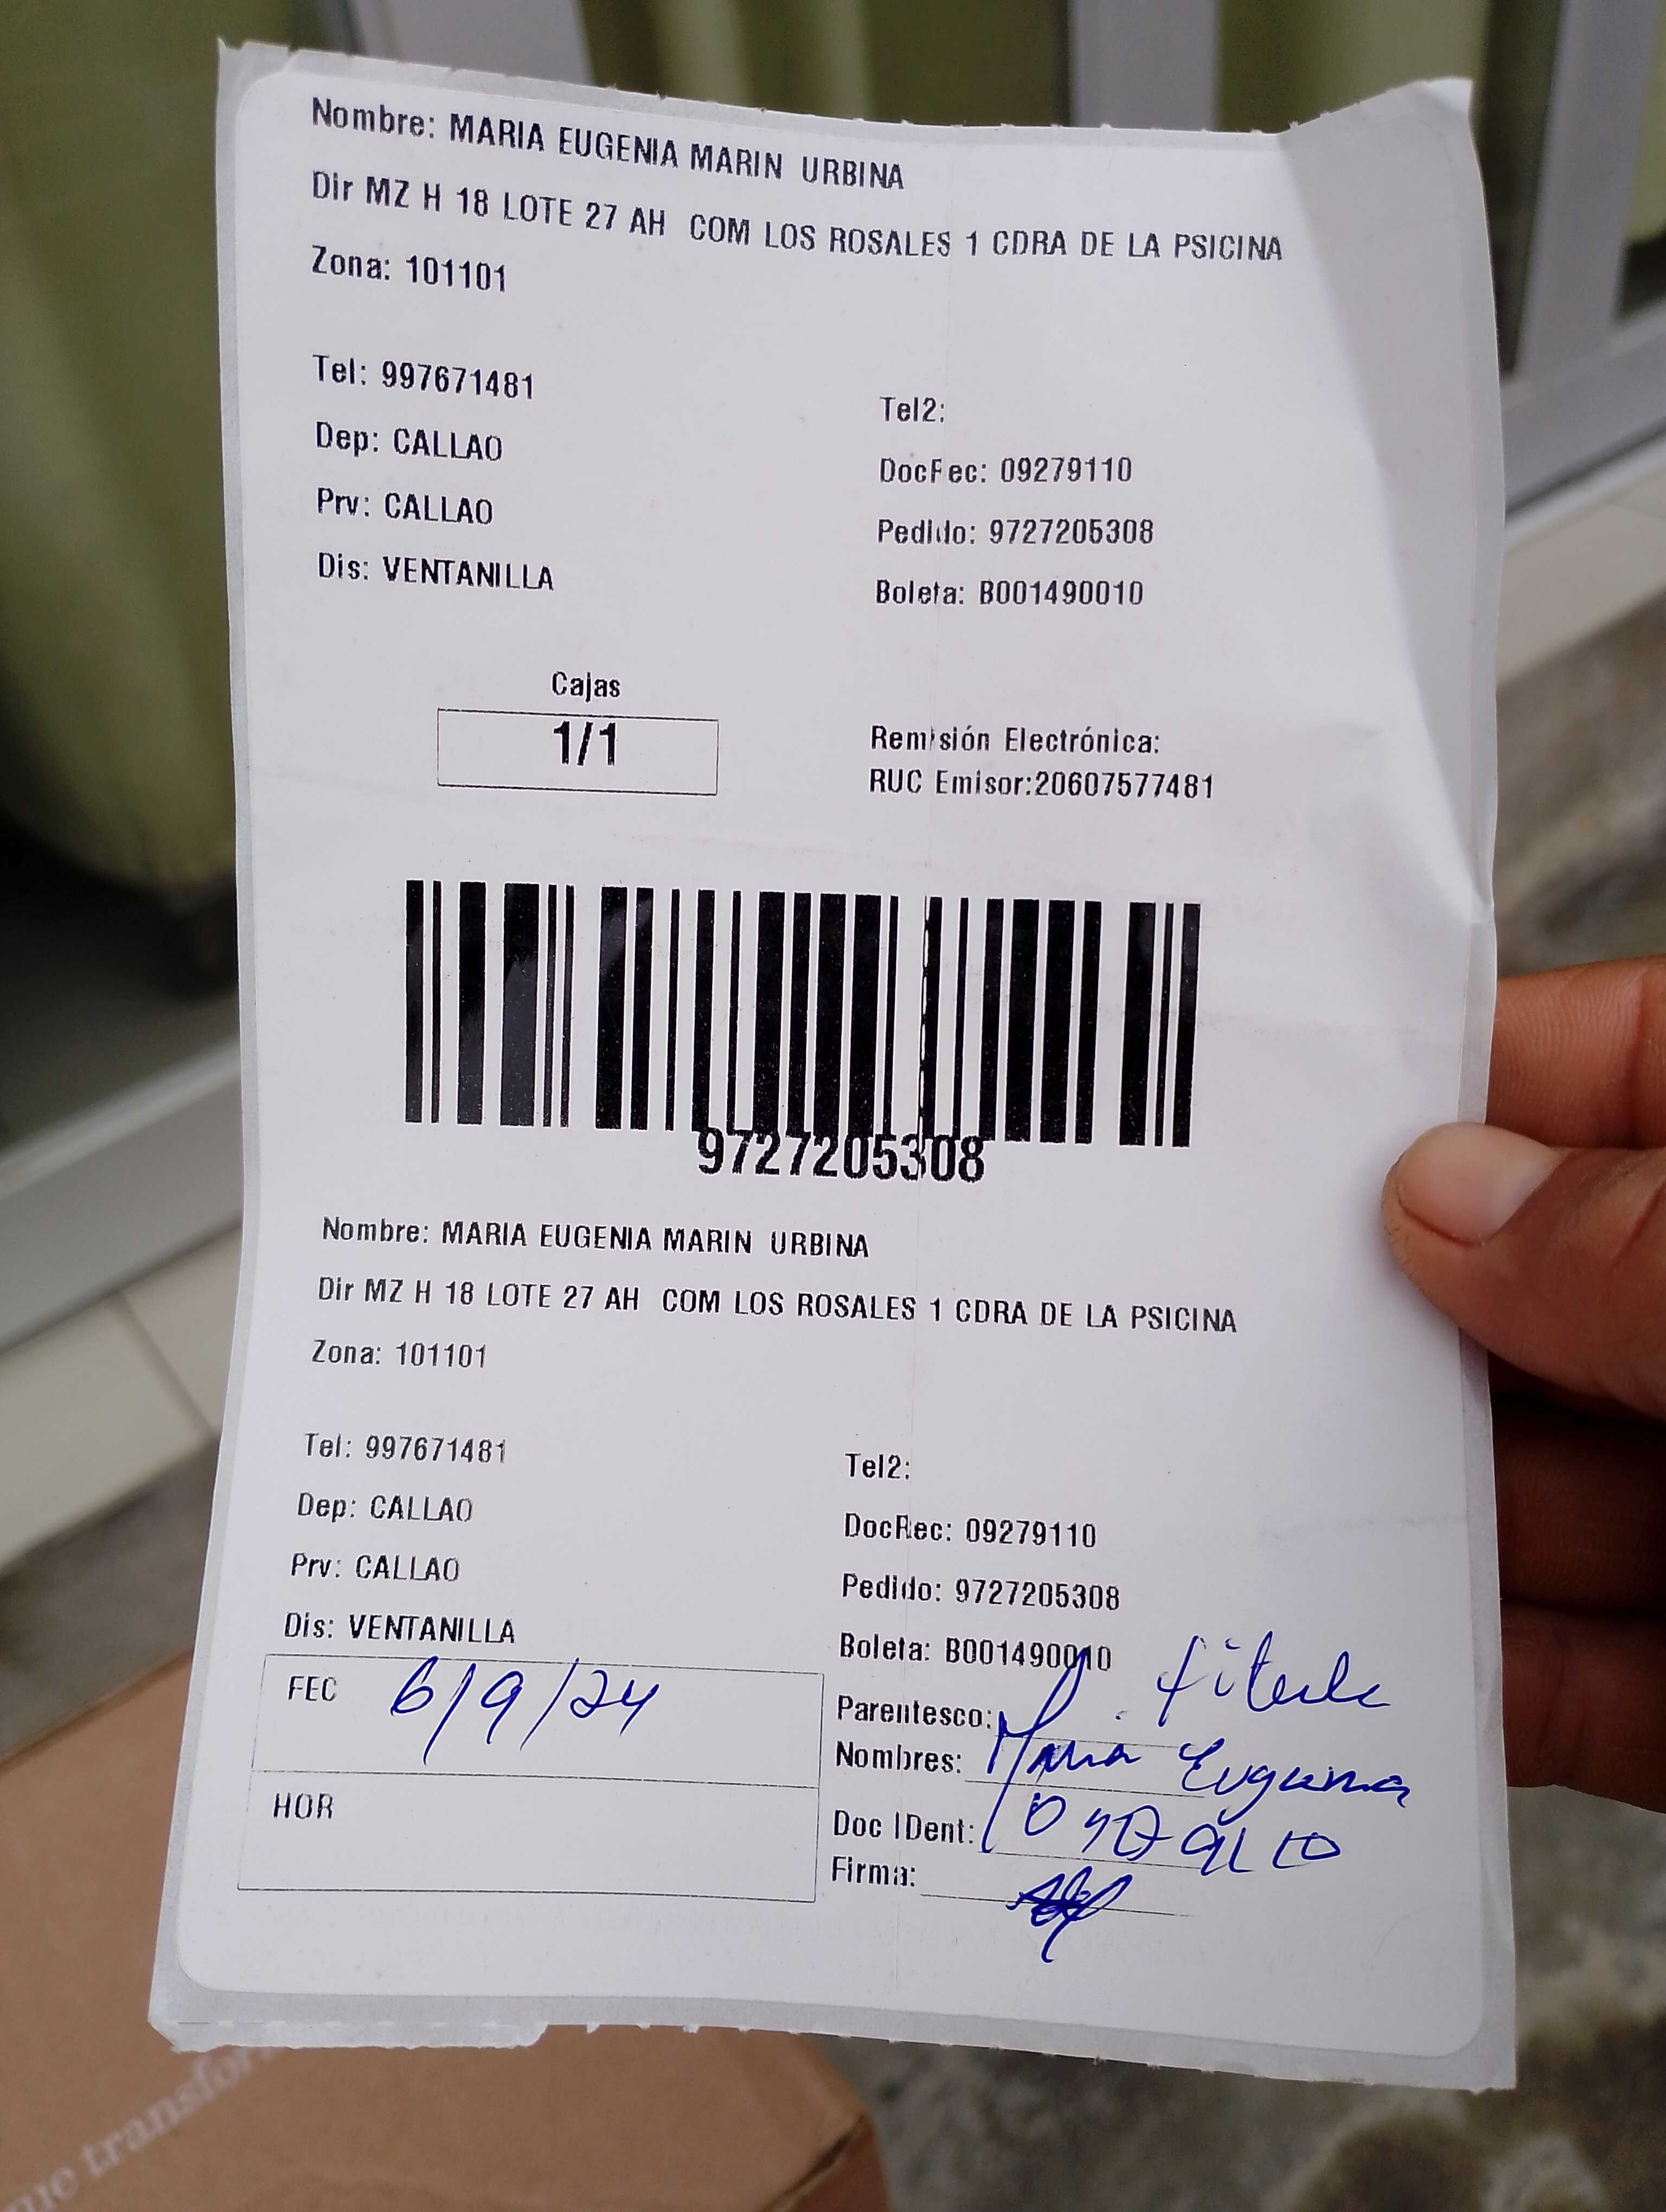 Nombre: MARIA EUGENIA MARIN URBINA
Dir MZ H 18 LOTE 27 AH COM LOS ROSALES 1 CDRA DE LA PSICINA
Zona: 101101
Tel: 997671481
Tel2:
Dep: CALLAO
DocFec: 09279110
Prv: CALLAO
Pedido: 9727205308
Dis: VENTANILLA
Boleta: B001490010
Cajas
1/1
Remisión Electrónica:
RUC Emisor:20607577481
9727205308
Nombre: MARIA EUGENIA MARIN URBINA
Dir MZ H 18 LOTE 27 AH COM LOS ROSALES 1 CDRA DE LA PSICINA
Zona: 101101
Tel: 997671481
Tel2:
Dep: CALLAO
DocRec: 09279110
Prv: CALLAO
Pedido: 9727205308
Dis: VENTANILLA
Boleta: B001490010
FEC 6/9/24
Parentesco:
Nombres: Maria Eugenia
HOR
Doc IDent:
Firma: